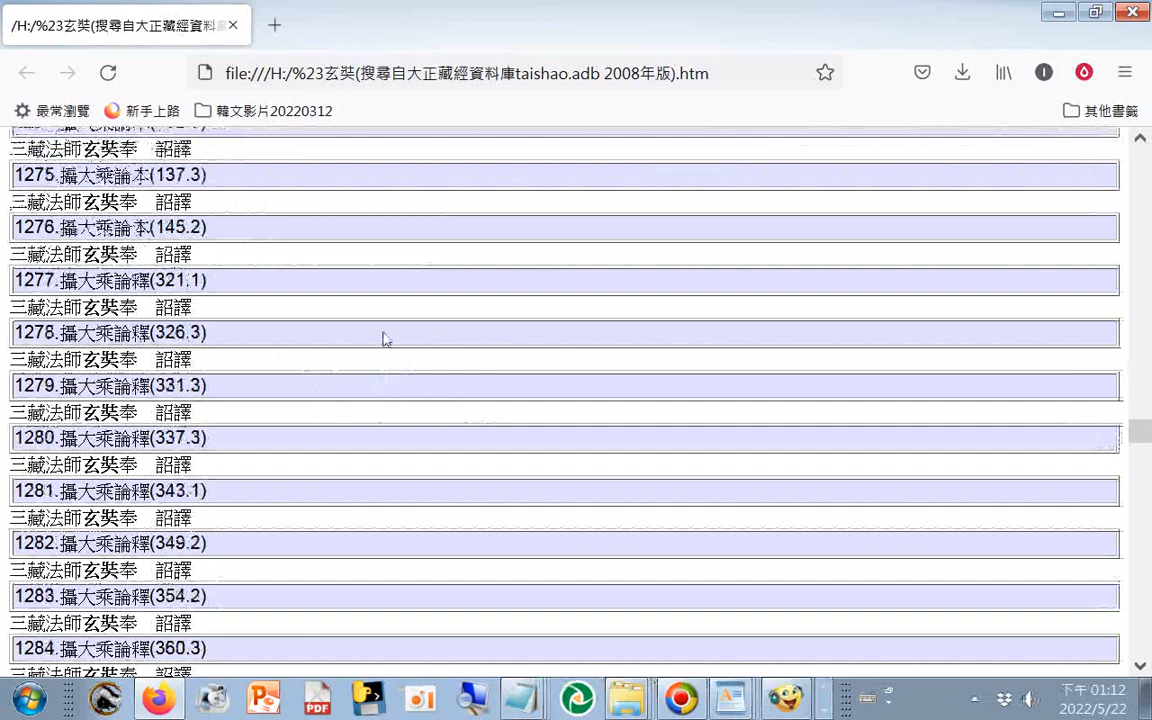 /H:/%23玄奘(搜尋自大正藏經資料庫
file:///H:/%23玄奘(搜尋自大正藏經資料庫taishao.adb 2008年版).htm
最常瀏覽 新手上路 韓文影片20220312 其他書籤
三藏法師玄奘奉 詔譯
1275.攝大乘論本(137.3)
三藏法師玄奘奉 詔譯
1276.攝大乘論本(145.2)
三藏法師玄奘奉 詔譯
1277.攝大乘論釋(321.1)
三藏法師玄奘奉 詔譯
1278.攝大乘論釋(326.3)
三藏法師玄奘奉 詔譯
1279.攝大乘論釋(331.3)
三藏法師玄奘奉 詔譯
1280.攝大乘論釋(337.3)
三藏法師玄奘奉 詔譯
1281.攝大乘論釋(343.1)
三藏法師玄奘奉 詔譯
1282.攝大乘論釋(349.2)
三藏法師玄奘奉 詔譯
1283.攝大乘論釋(354.2)
三藏法師玄奘奉 詔譯
1284.攝大乘論釋(360.3)
三藏法師玄奘奉 詔譯
PDF
下午 01:12
2022/5/22